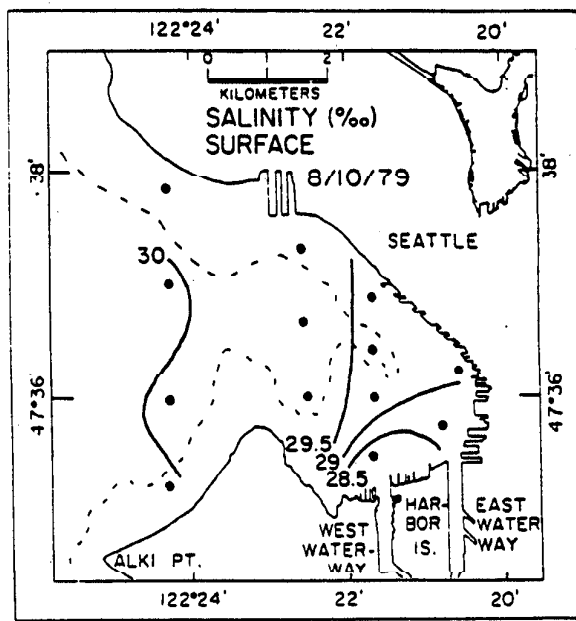 122°24' 22' 20'
0 2
KILOMETERS
SALINITY (‰)
SURFACE
8/10/79
38' 38'
SEATTLE
30
47°36' 47°36'
29.5
29
28.5
WEST
WATER-
WAY
HAR-
BOR
IS.
EAST
WATER
WAY
ALKI PT.
122°24' 22' 20'